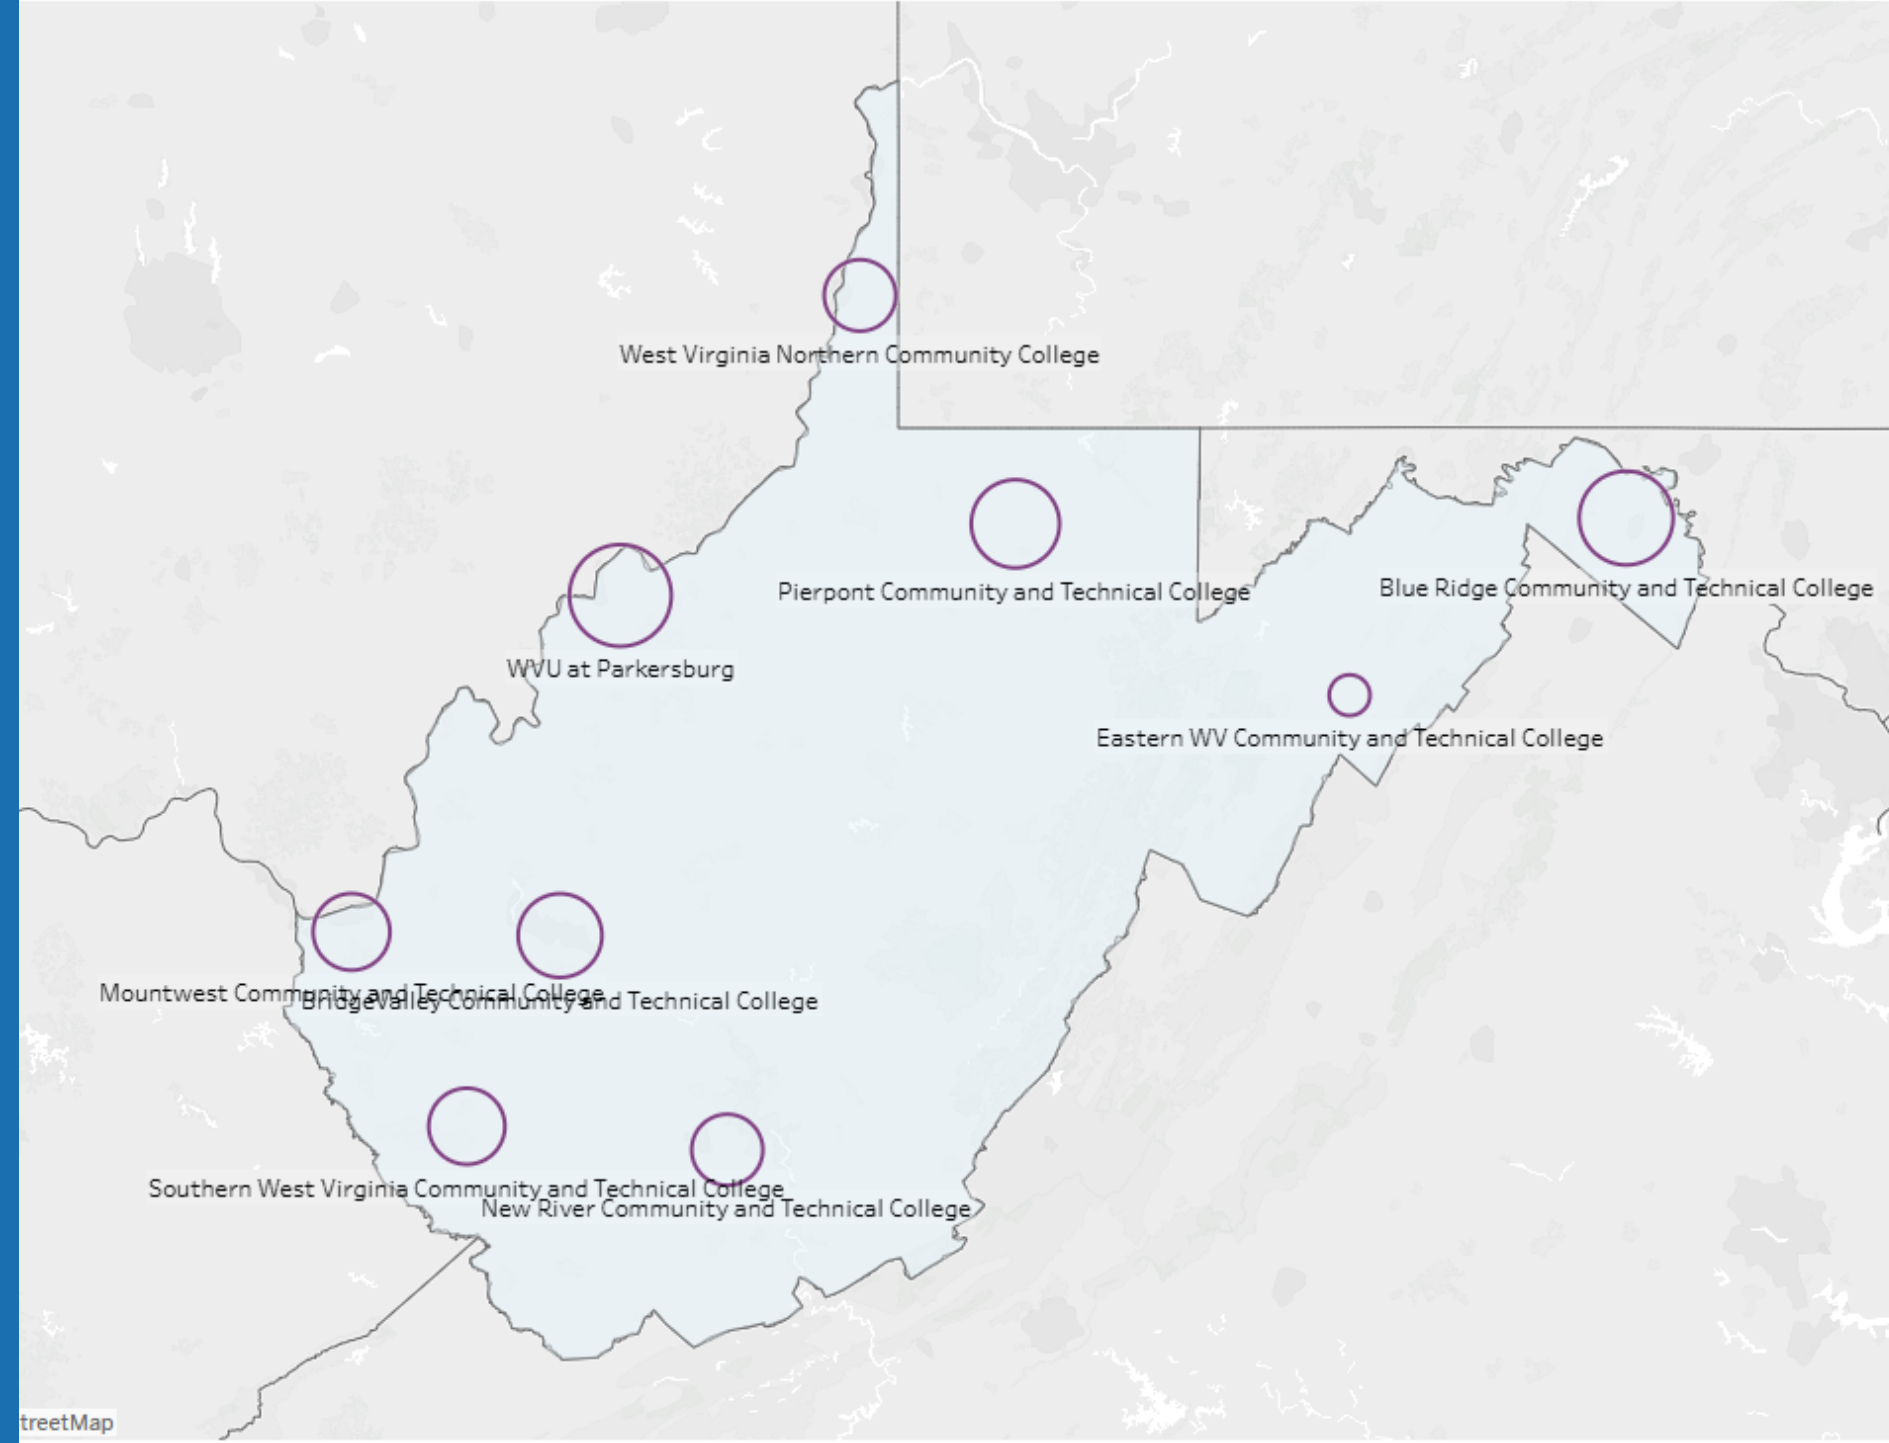 West Virginia Northern Community College
Pierpont Community and Technical College
Blue Ridge Community and Technical College
WVU at Parkersburg
Eastern WV Community and Technical College
Mountwest Community and Technical College
BridgeValley Community and Technical College
Southern West Virginia Community and Technical College
New River Community and Technical College
treetMap